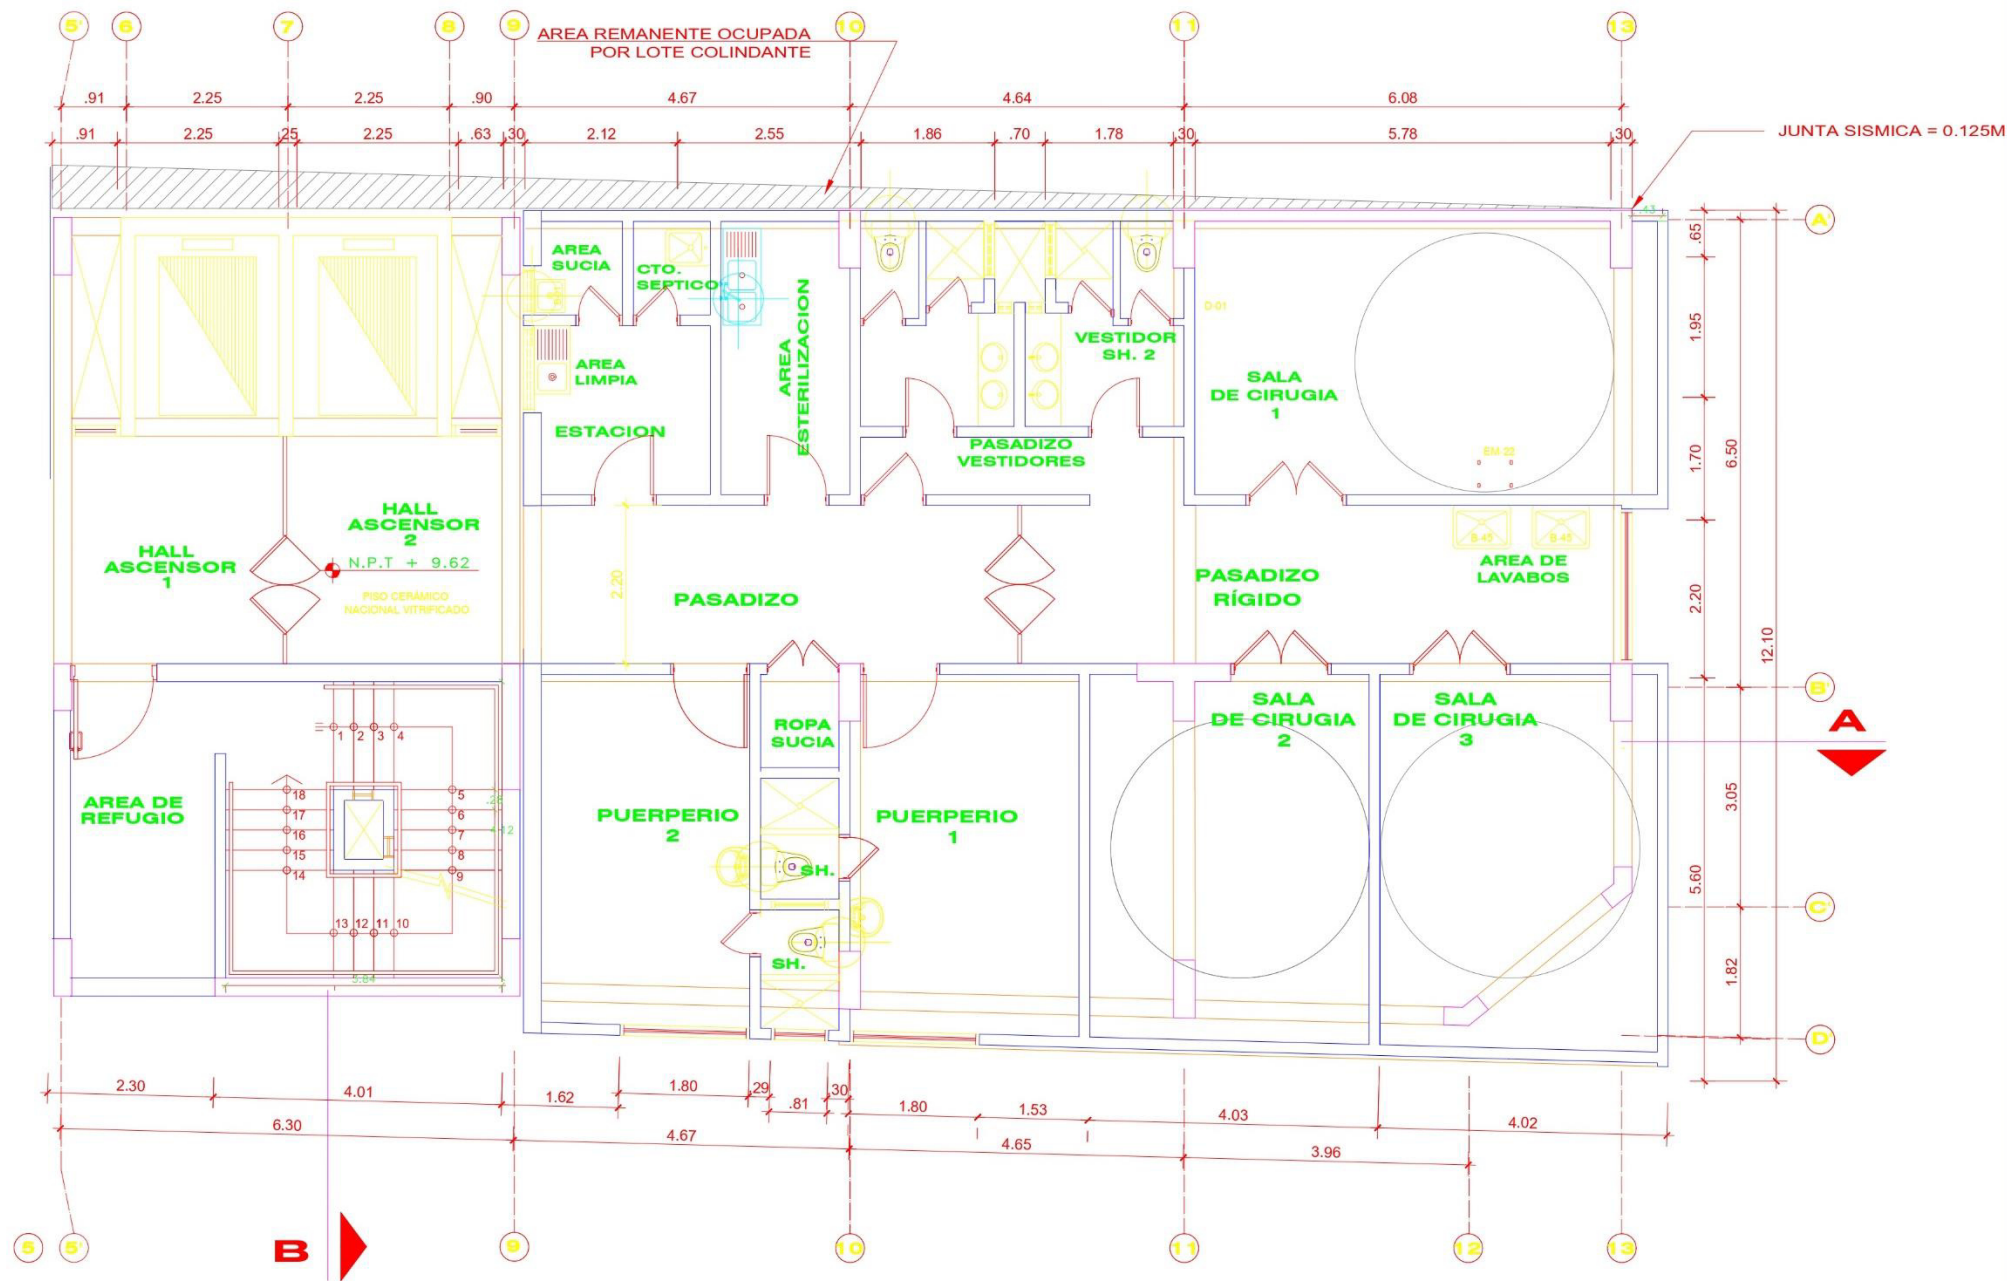 5' 6 7 8 9 10 11 13
AREA REMANENTE OCUPADA
POR LOTE COLINDANTE
.91 2.25 2.25 .90 4.67 4.64 6.08
.91 2.25 .25 2.25 .63 .30 2.12 2.55 1.86 .70 1.78 .30 5.78 .30
JUNTA SISMICA = 0.125M
.43
A'
AREA
SUCIA
CTO.
SEPTICO
AREA
ESTERILIZACION
AREA
LIMPIA
ESTACION
VESTIDOR
SH. 2
PASADIZO
VESTIDORES
D-01
SALA
DE CIRUGIA
1
EM-22
.65
1.95
1.70
6.50
2.20
12.10
HALL
ASCENSOR
1
HALL
ASCENSOR
2
N.P.T + 9.62
PISO CERAMICO
NACIONAL VITRIFICADO
2.20
PASADIZO
PASADIZO
RÍGIDO
B-45 B-45
AREA DE
LAVABOS
B'
A
AREA DE
REFUGIO
1 2 3 4
5
6
7
8
9
18
17
16
15
14
13 12 11 10
5.84
ROPA
SUCIA
PUERPERIO
2
PUERPERIO
1
SH.
SH.
SALA
DE CIRUGIA
2
SALA
DE CIRUGIA
3
3.05
5.60
1.82
C'
D'
2.30 4.01 1.62 1.80 .29 .81 .30 1.80 1.53 4.03 4.02
6.30 4.67 4.65 3.96
B
5 5' 9 10 11 12 13